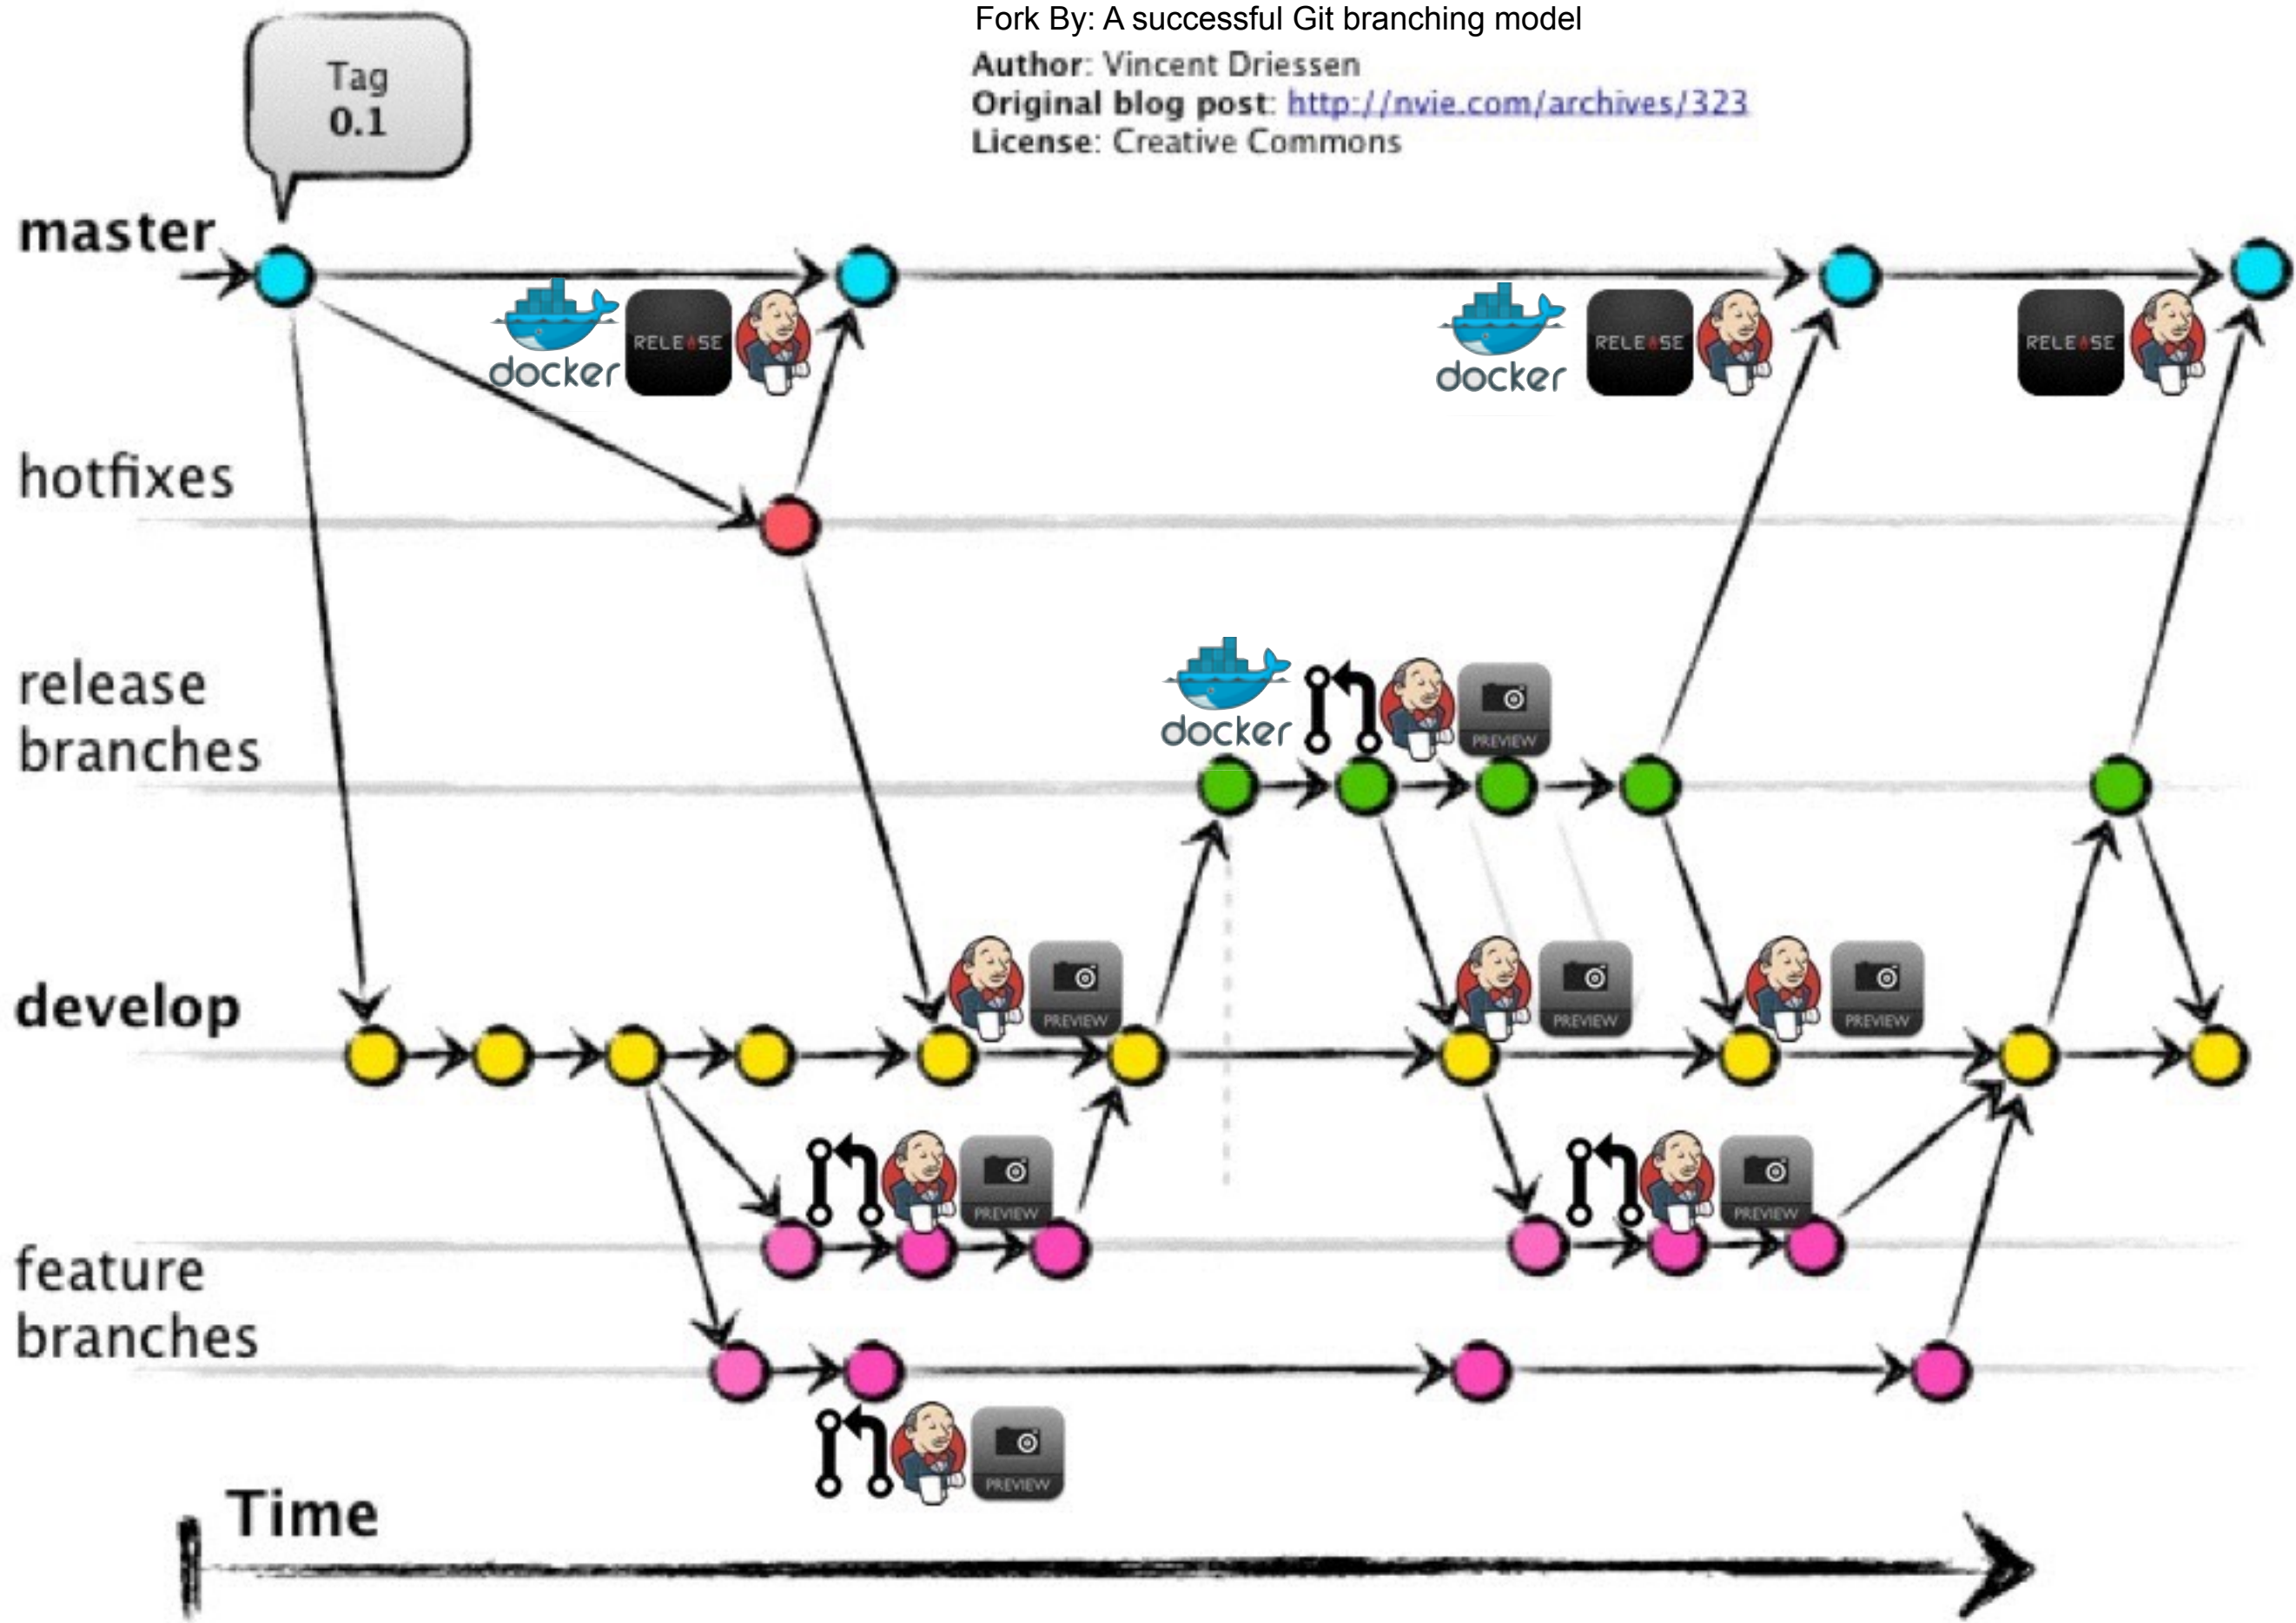 Fork By: A successful Git branching model
Author: Vincent Driessen
Original blog post: http://nvie.com/archives/323
License: Creative Commons
Tag
0.1
master
docker
RELEASE
docker
RELEASE
RELEASE
hotfixes
release
branches
docker
PREVIEW
develop
PREVIEW
PREVIEW
PREVIEW
feature
branches
PREVIEW
PREVIEW
PREVIEW
Time